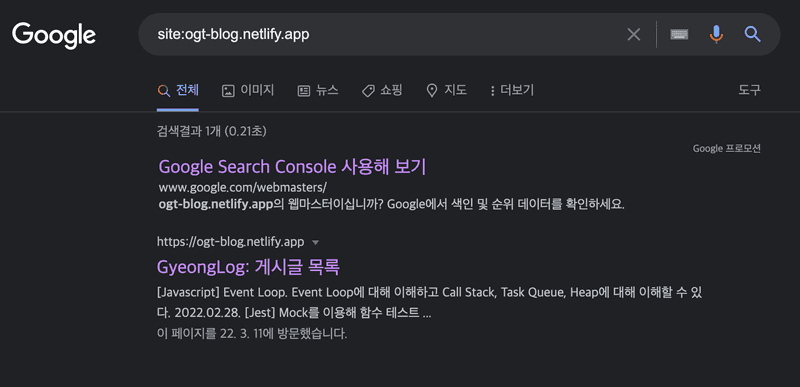 Google
site:ogt-blog.netlify.app
전체 이미지 뉴스 쇼핑 지도 더보기 도구
검색결과 1개 (0.21초)
Google 프로모션
Google Search Console 사용해 보기
www.google.com/webmasters/
ogt-blog.netlify.app의 웹마스터이십니까? Google에서 색인 및 순위 데이터를 확인하세요.
https://ogt-blog.netlify.app
GyeongLog: 게시글 목록
[Javascript] Event Loop. Event Loop에 대해 이해하고 Call Stack, Task Queue, Heap에 대해 이해할 수 있
다. 2022.02.28. [Jest] Mock를 이용해 함수 테스트 ...
이 페이지를 22. 3. 11에 방문했습니다.